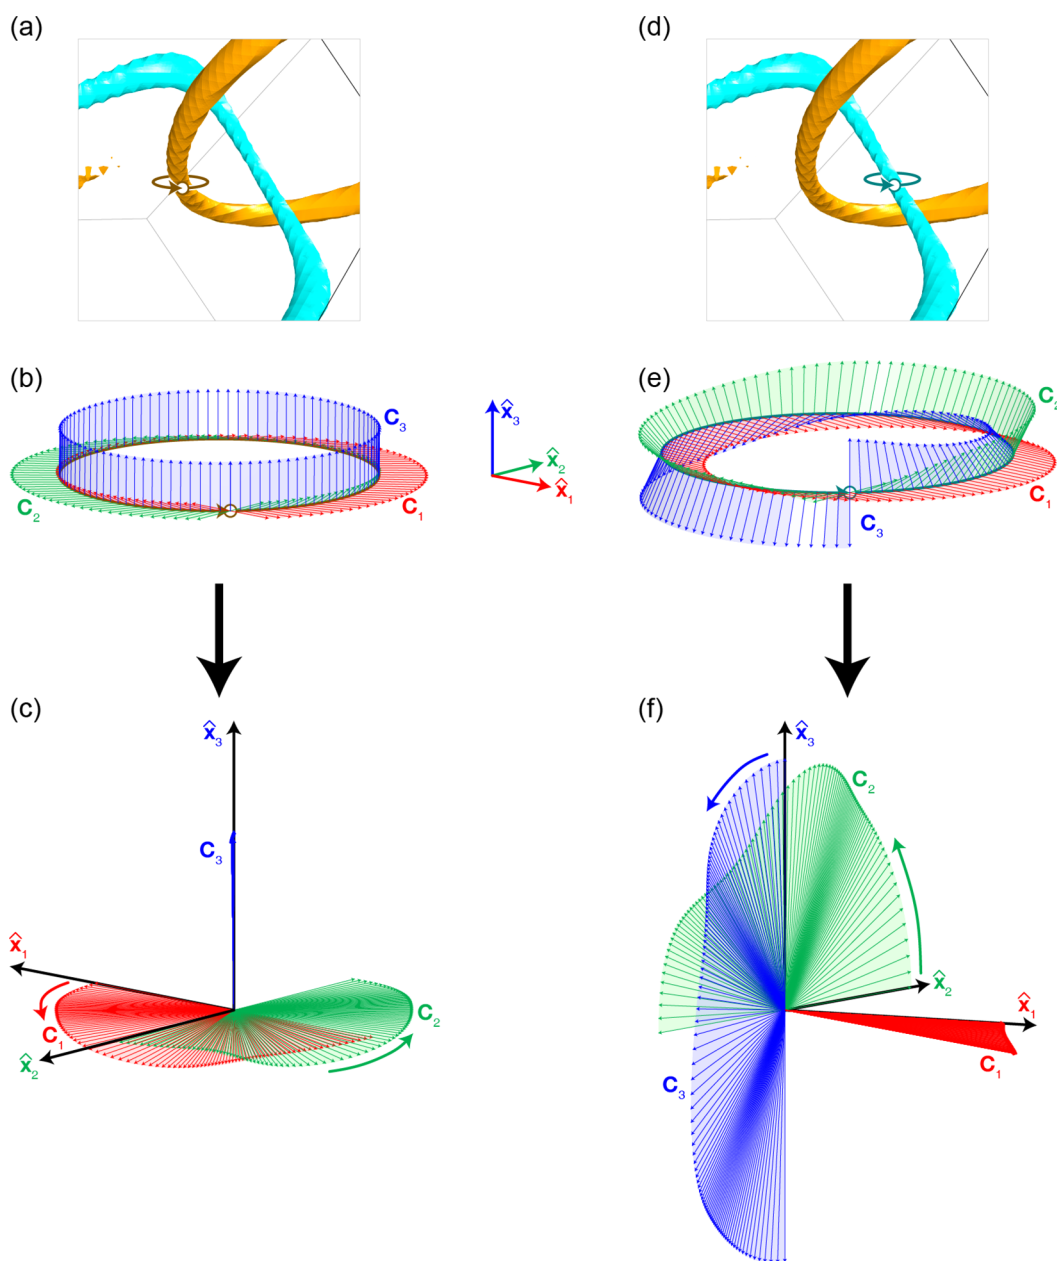 (a)
(d)
(b)
C₃
C₂
C₁
x̂₃
x̂₂
x̂₁
(e)
C₂
C₁
C₃
(c)
x̂₃
C₃
x̂₁
C₁
x̂₂
C₂
(f)
x̂₃
C₂
x̂₂
x̂₁
C₁
C₃